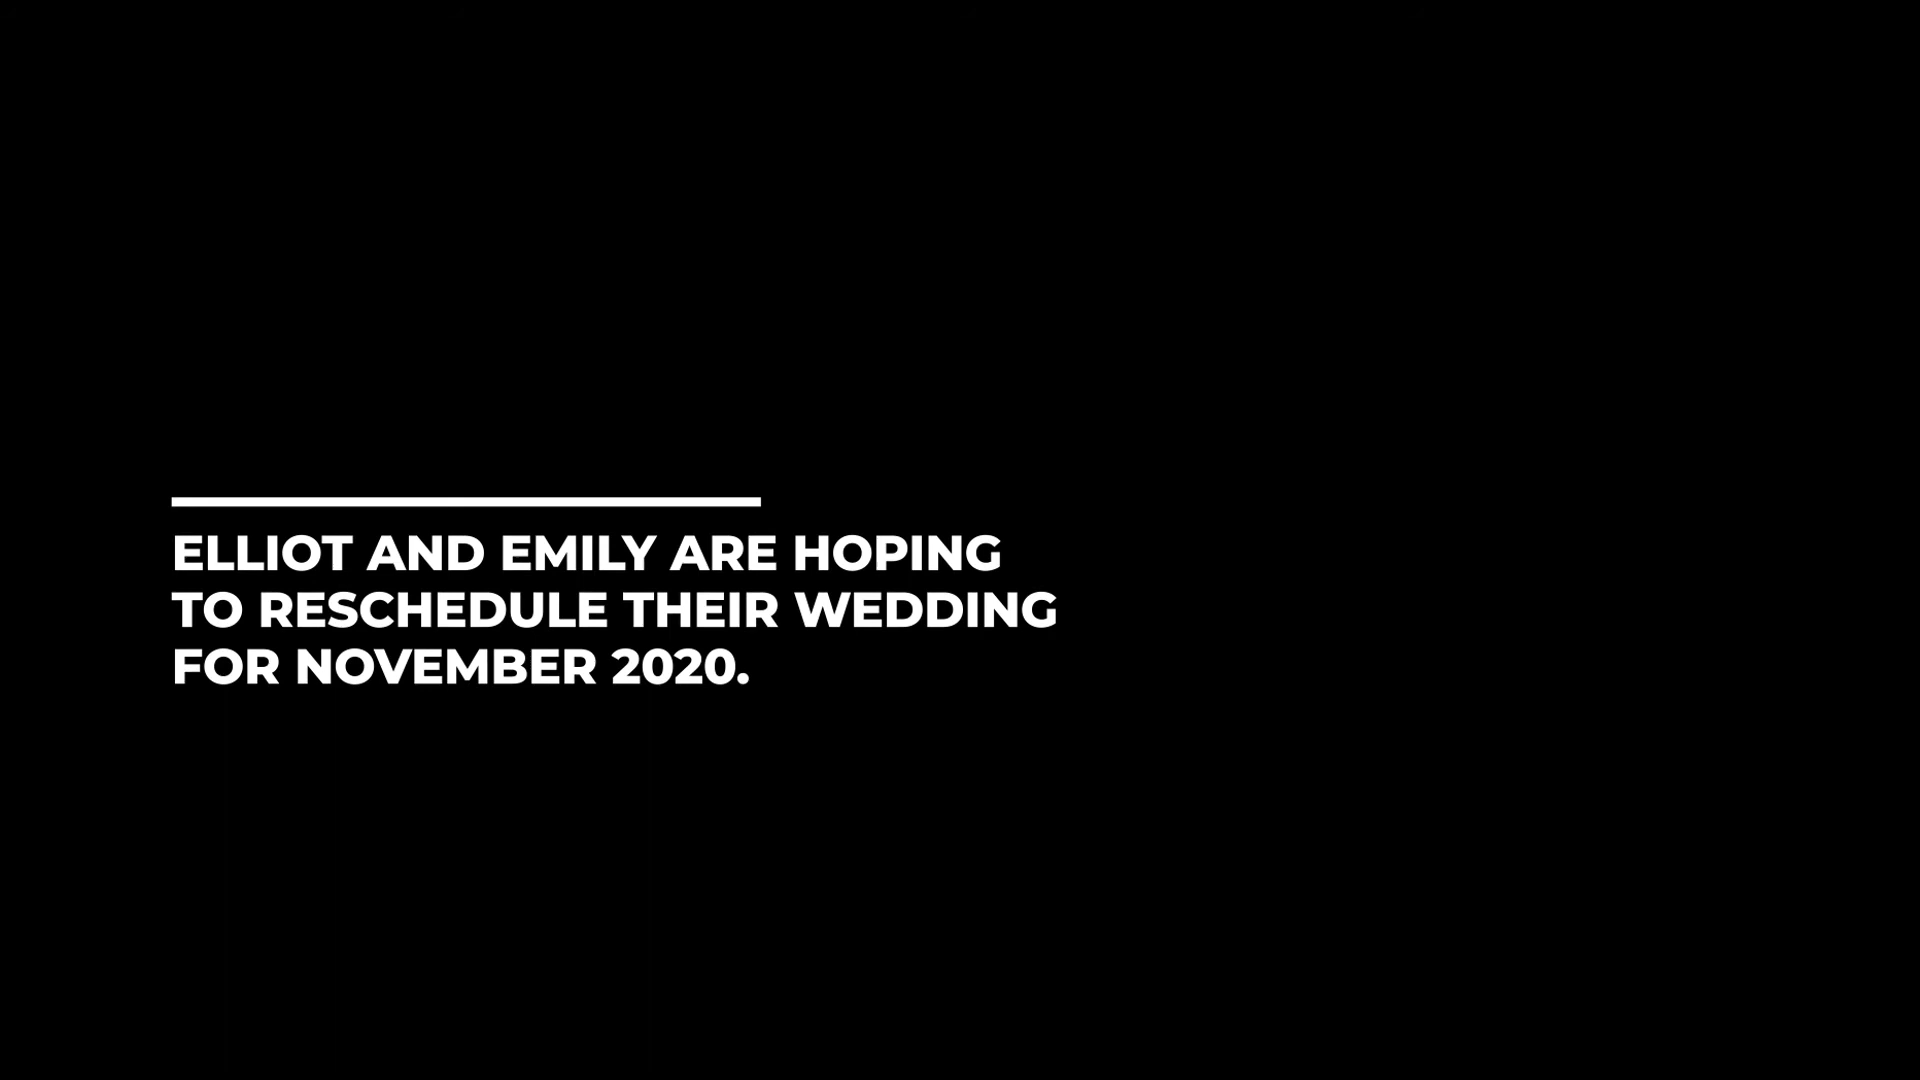 ELLIOT AND EMILY ARE HOPING
TO RESCHEDULE THEIR WEDDING
FOR NOVEMBER 2020.